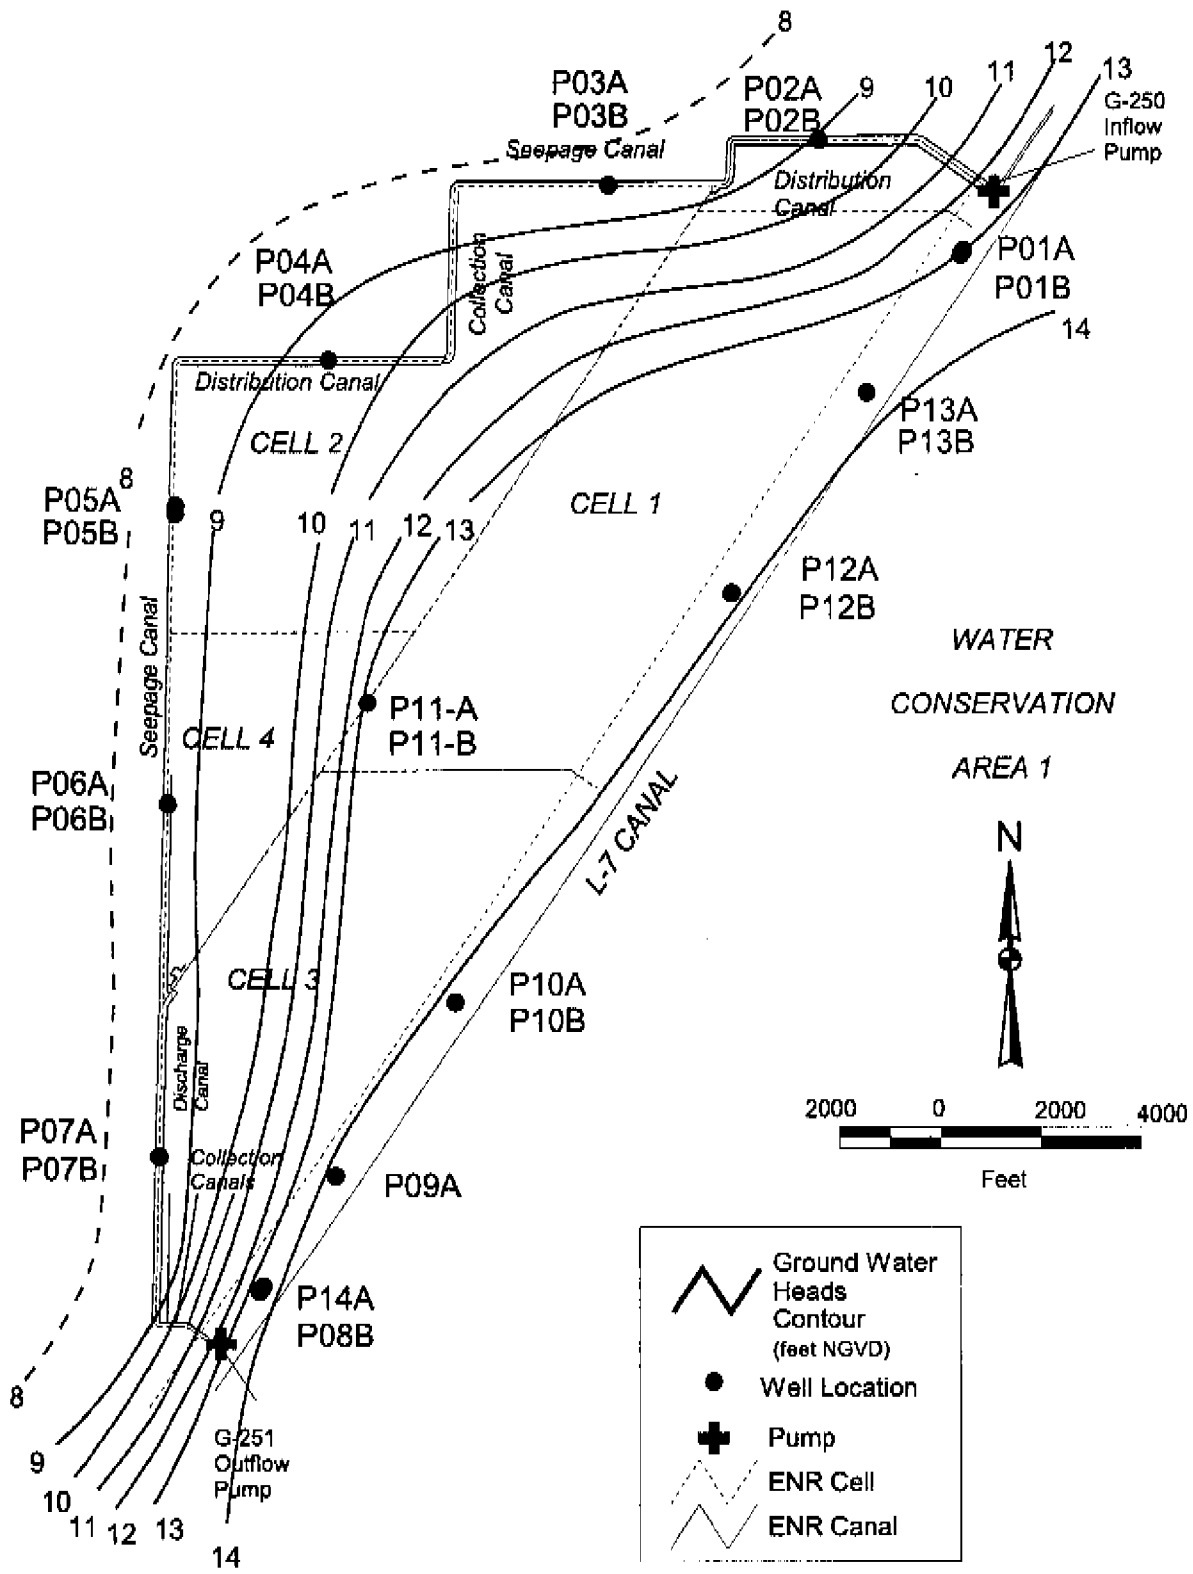 8
P03A
P03B
P02A
P02B
9
10
11
12
13
G-250
Inflow
Pump
Seepage Canal
Distribution
Canal
P04A
P04B
Collection
Canal
P01A
P01B
14
Distribution Canal
P13A
P13B
CELL 2
8
P05A
P05B
9
10
11
12
13
CELL 1
P12A
P12B
Seepage Canal
WATER
CONSERVATION
AREA 1
P11-A
P11-B
CELL 4
P06A
P06B
L-7 CANAL
N
CELL 3
P10A
P10B
Discharge
Canal
2000 0 2000 4000
Feet
P07A
P07B
Collection
Canals
P09A
P14A
P08B
8
G-251
Outflow
Pump
9
10
11
12
13
14
Ground Water
Heads
Contour
(feet NGVD)
Well Location
Pump
ENR Cell
ENR Canal